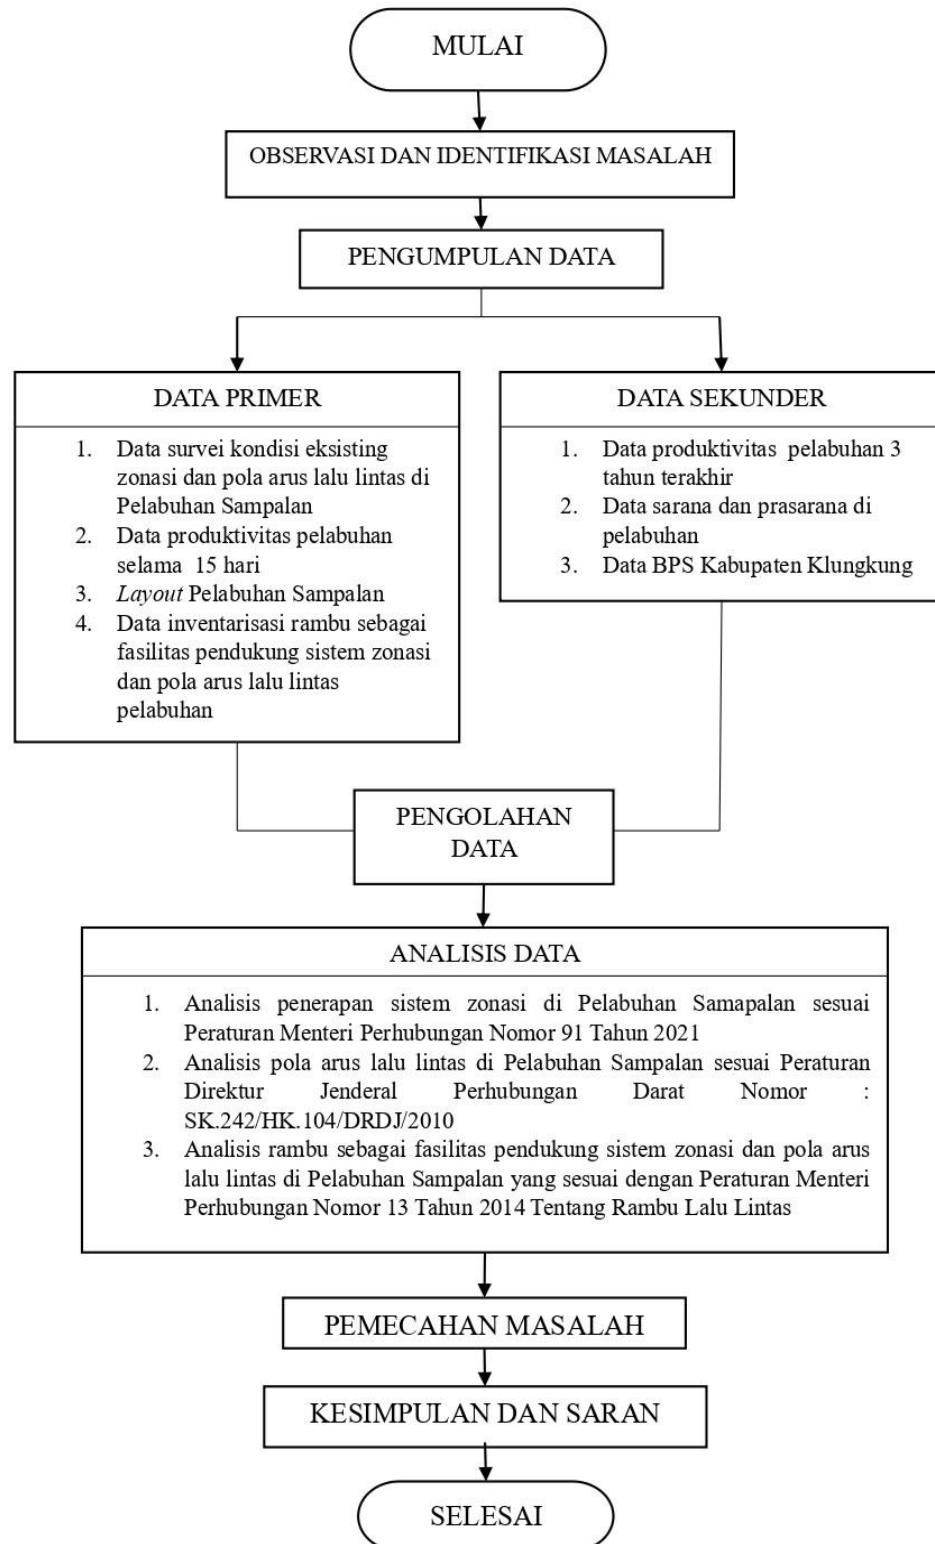 MULAI
OBSERVASI DAN IDENTIFIKASI MASALAH
PENGUMPULAN DATA
DATA PRIMER
1. Data survei kondisi eksisting
zonasi dan pola arus lalu lintas di
Pelabuhan Sampalan
2. Data produktivitas pelabuhan
selama 15 hari
3. Layout Pelabuhan Sampalan
4. Data inventarisasi rambu sebagai
fasilitas pendukung sistem zonasi
dan pola arus lalu lintas
pelabuhan
DATA SEKUNDER
1. Data produktivitas pelabuhan 3
tahun terakhir
2. Data sarana dan prasarana di
pelabuhan
3. Data BPS Kabupaten Klungkung
PENGOLAHAN
DATA
ANALISIS DATA
1. Analisis penerapan sistem zonasi di Pelabuhan Samapalan sesuai
Peraturan Menteri Perhubungan Nomor 91 Tahun 2021
2. Analisis pola arus lalu lintas di Pelabuhan Sampalan sesuai Peraturan
Direktur Jenderal Perhubungan Darat Nomor :
SK.242/HK.104/DRDJ/2010
3. Analisis rambu sebagai fasilitas pendukung sistem zonasi dan pola arus
lalu lintas di Pelabuhan Sampalan yang sesuai dengan Peraturan Menteri
Perhubungan Nomor 13 Tahun 2014 Tentang Rambu Lalu Lintas
PEMECAHAN MASALAH
KESIMPULAN DAN SARAN
SELESAI